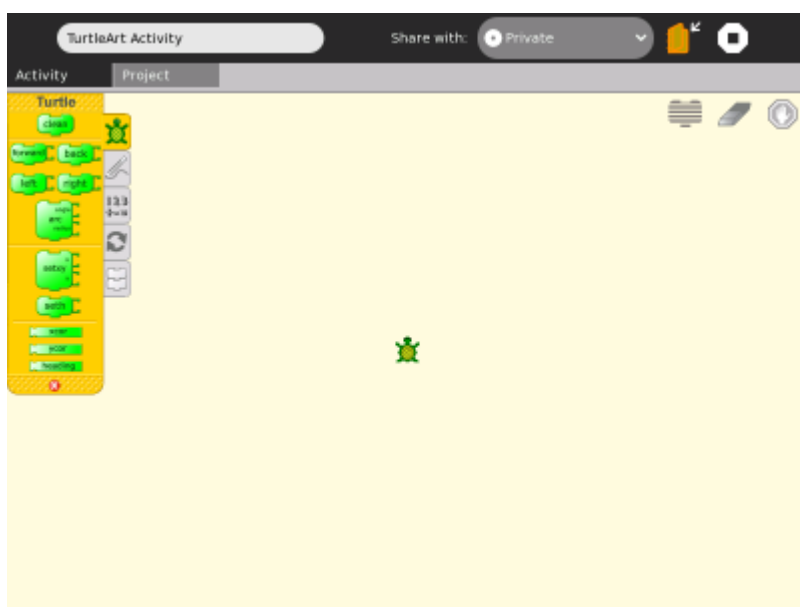 TurtleArt Activity
Share with: Private
Activity Project
Turtle
clean
forward back
left right
arc
setxy
seth
xcor
ycor
heading